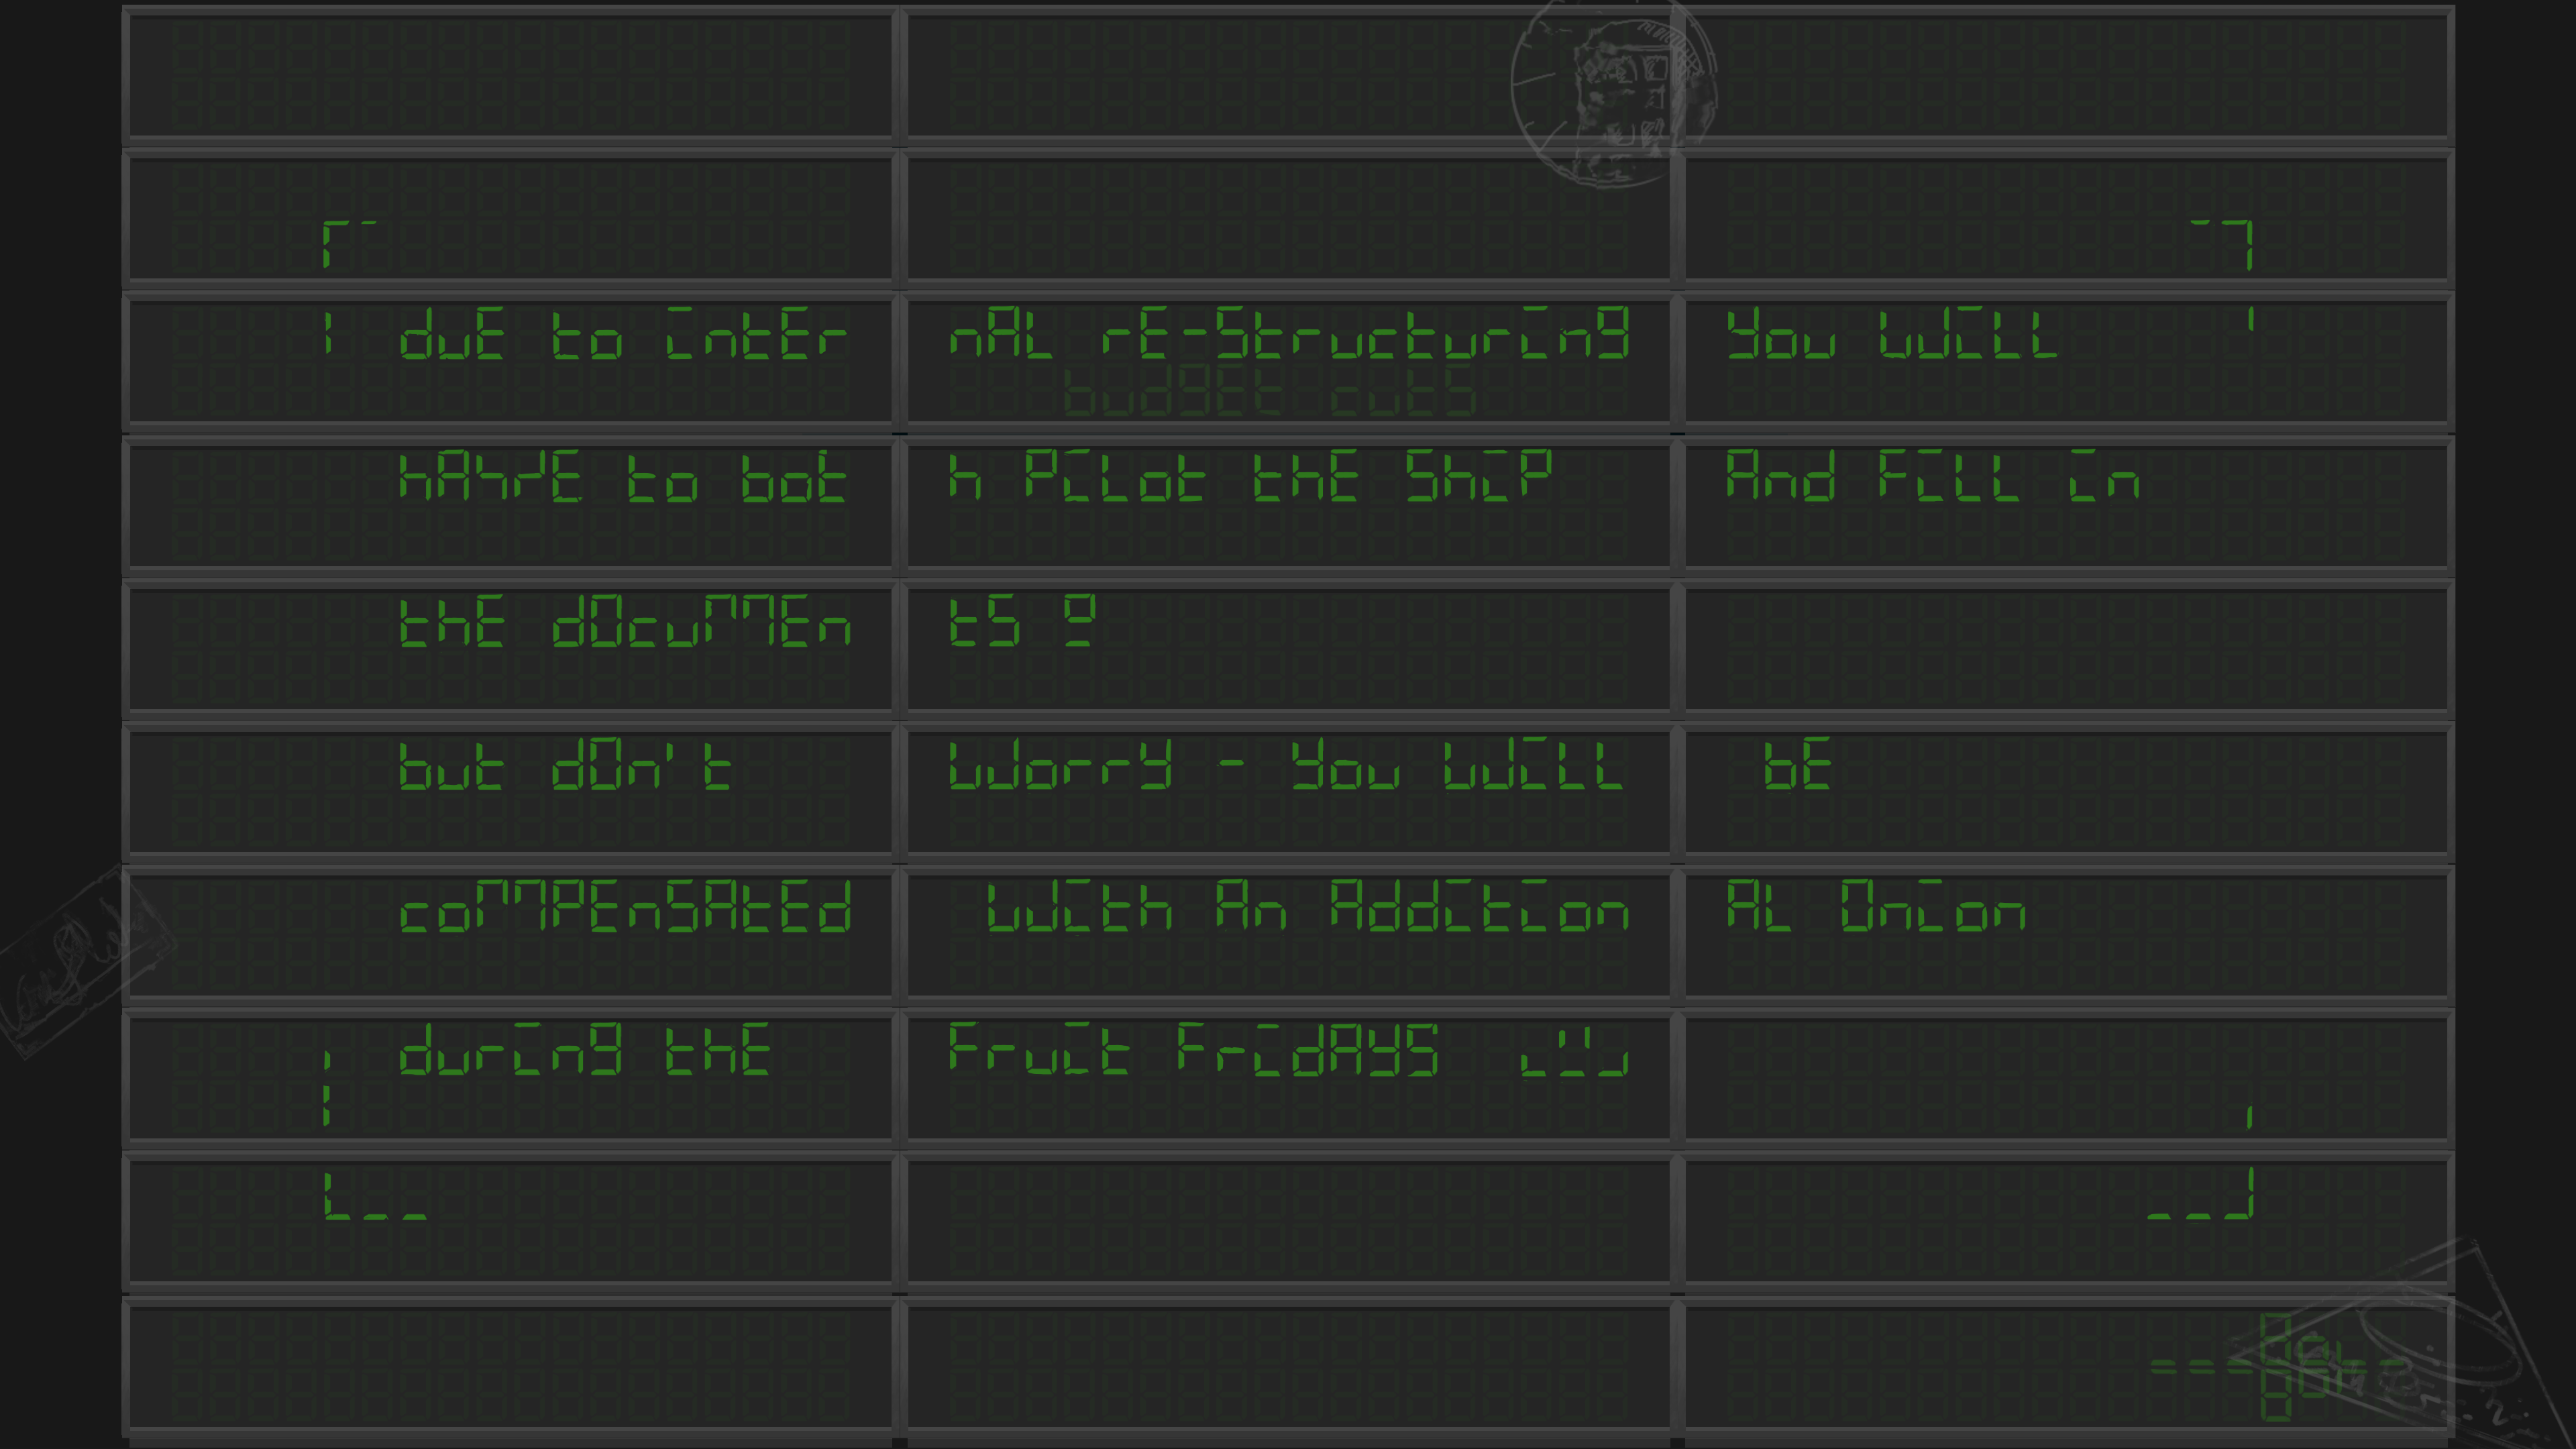 duE to intEr nAL rE-Structuring you will
budgEt cutS
hAvE to bot h PiLot thE ShiP And Fill in
thE dOcumEn tS
but dOn't worry - you will bE
comPEnSAtEd with An Addition AL Onion
during thE Fruit FridAyS